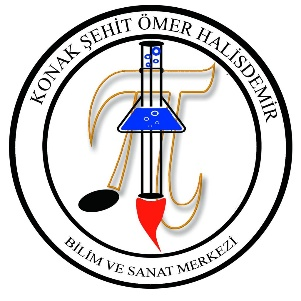 KONAK ŞEHİT ÖMER HALİSDEMİR
BİLİM VE SANAT MERKEZİ